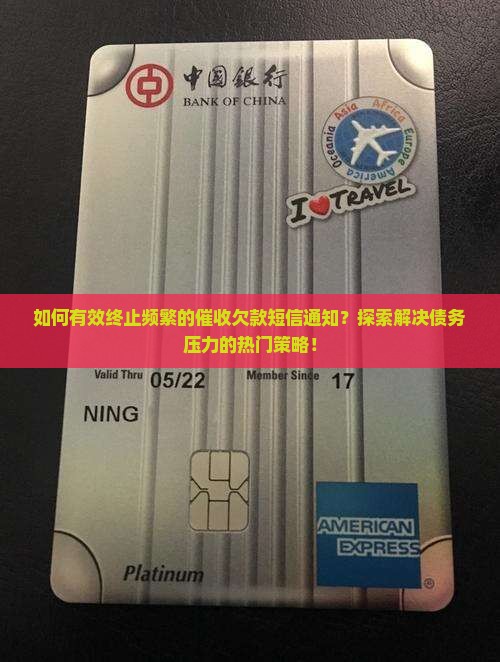 中国銀行
BANK OF CHINA
Oceania Asia Africa Europe America
I TRAVEL
如何有效终止频繁的催收欠款短信通知？探索解决债务
压力的热门策略！
Valid Thru 05/22 Member Since 17
NING
AMERICAN
EXPRESS
®
Platinum